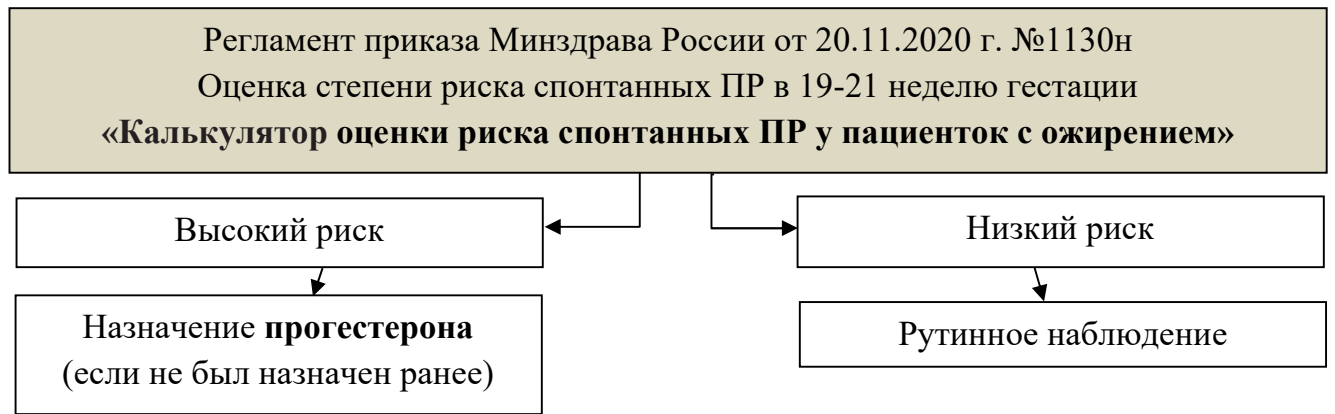 Регламент приказа Минздрава России от 20.11.2020 г. №1130н
Оценка степени риска спонтанных ПР в 19-21 неделю гестации
«Калькулятор оценки риска спонтанных ПР у пациенток с ожирением»
Высокий риск
Низкий риск
Назначение прогестерона
(если не был назначен ранее)
Рутинное наблюдение